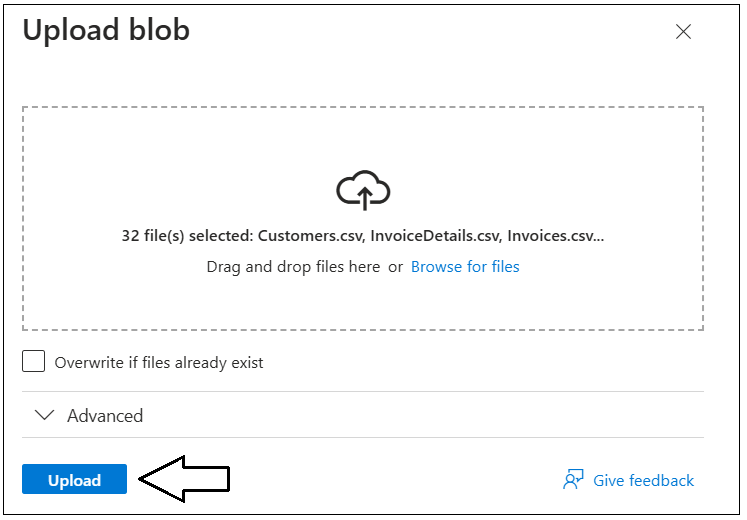 Upload blob
32 file(s) selected: Customers.csv, InvoiceDetails.csv, Invoices.csv...
Drag and drop files here or Browse for files
Overwrite if files already exist
Advanced
Upload
Give feedback